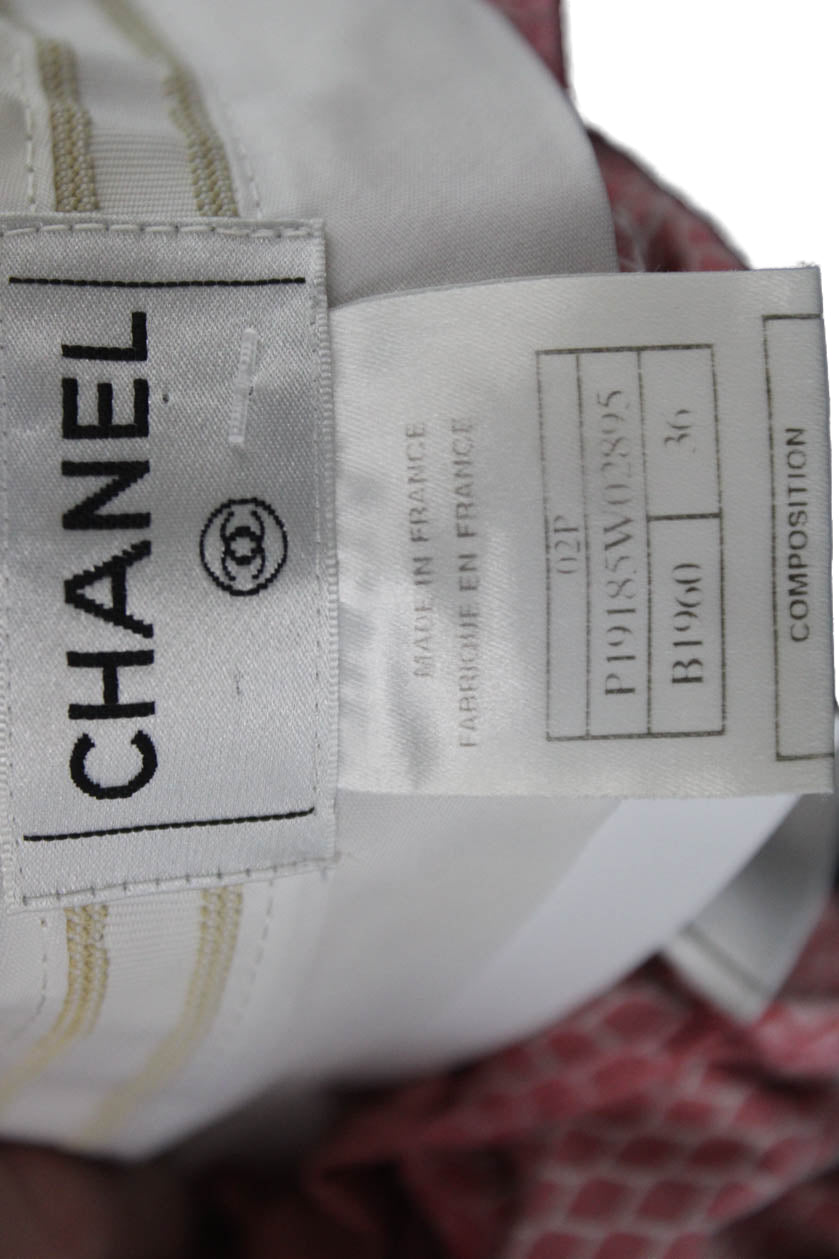 CHANEL
MADE IN FRANCE
FABRIQUE EN FRANCE
02P
P19185W02895
B1960 36
COMPOSITION